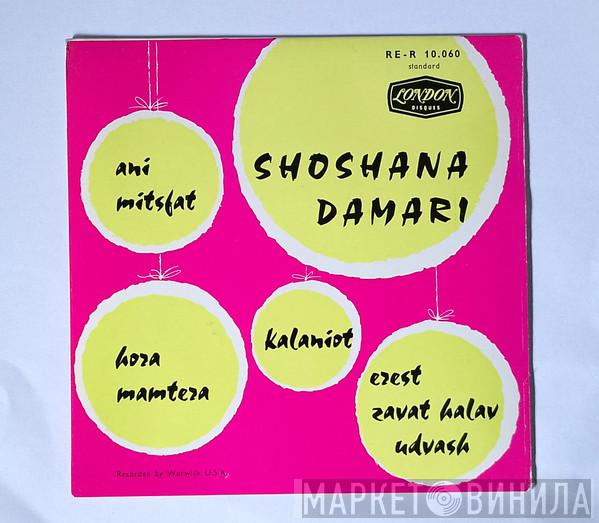 RE-R 10.060
standard
LONDON
DISQUES
SHOSHANA
DAMARI
ani
mitsfat
hora
mamtera
kalaniot
erest
zavat halav
udvash
Recorded by Warwick U.S.A.
МАРКЕТ ВИНИЛА